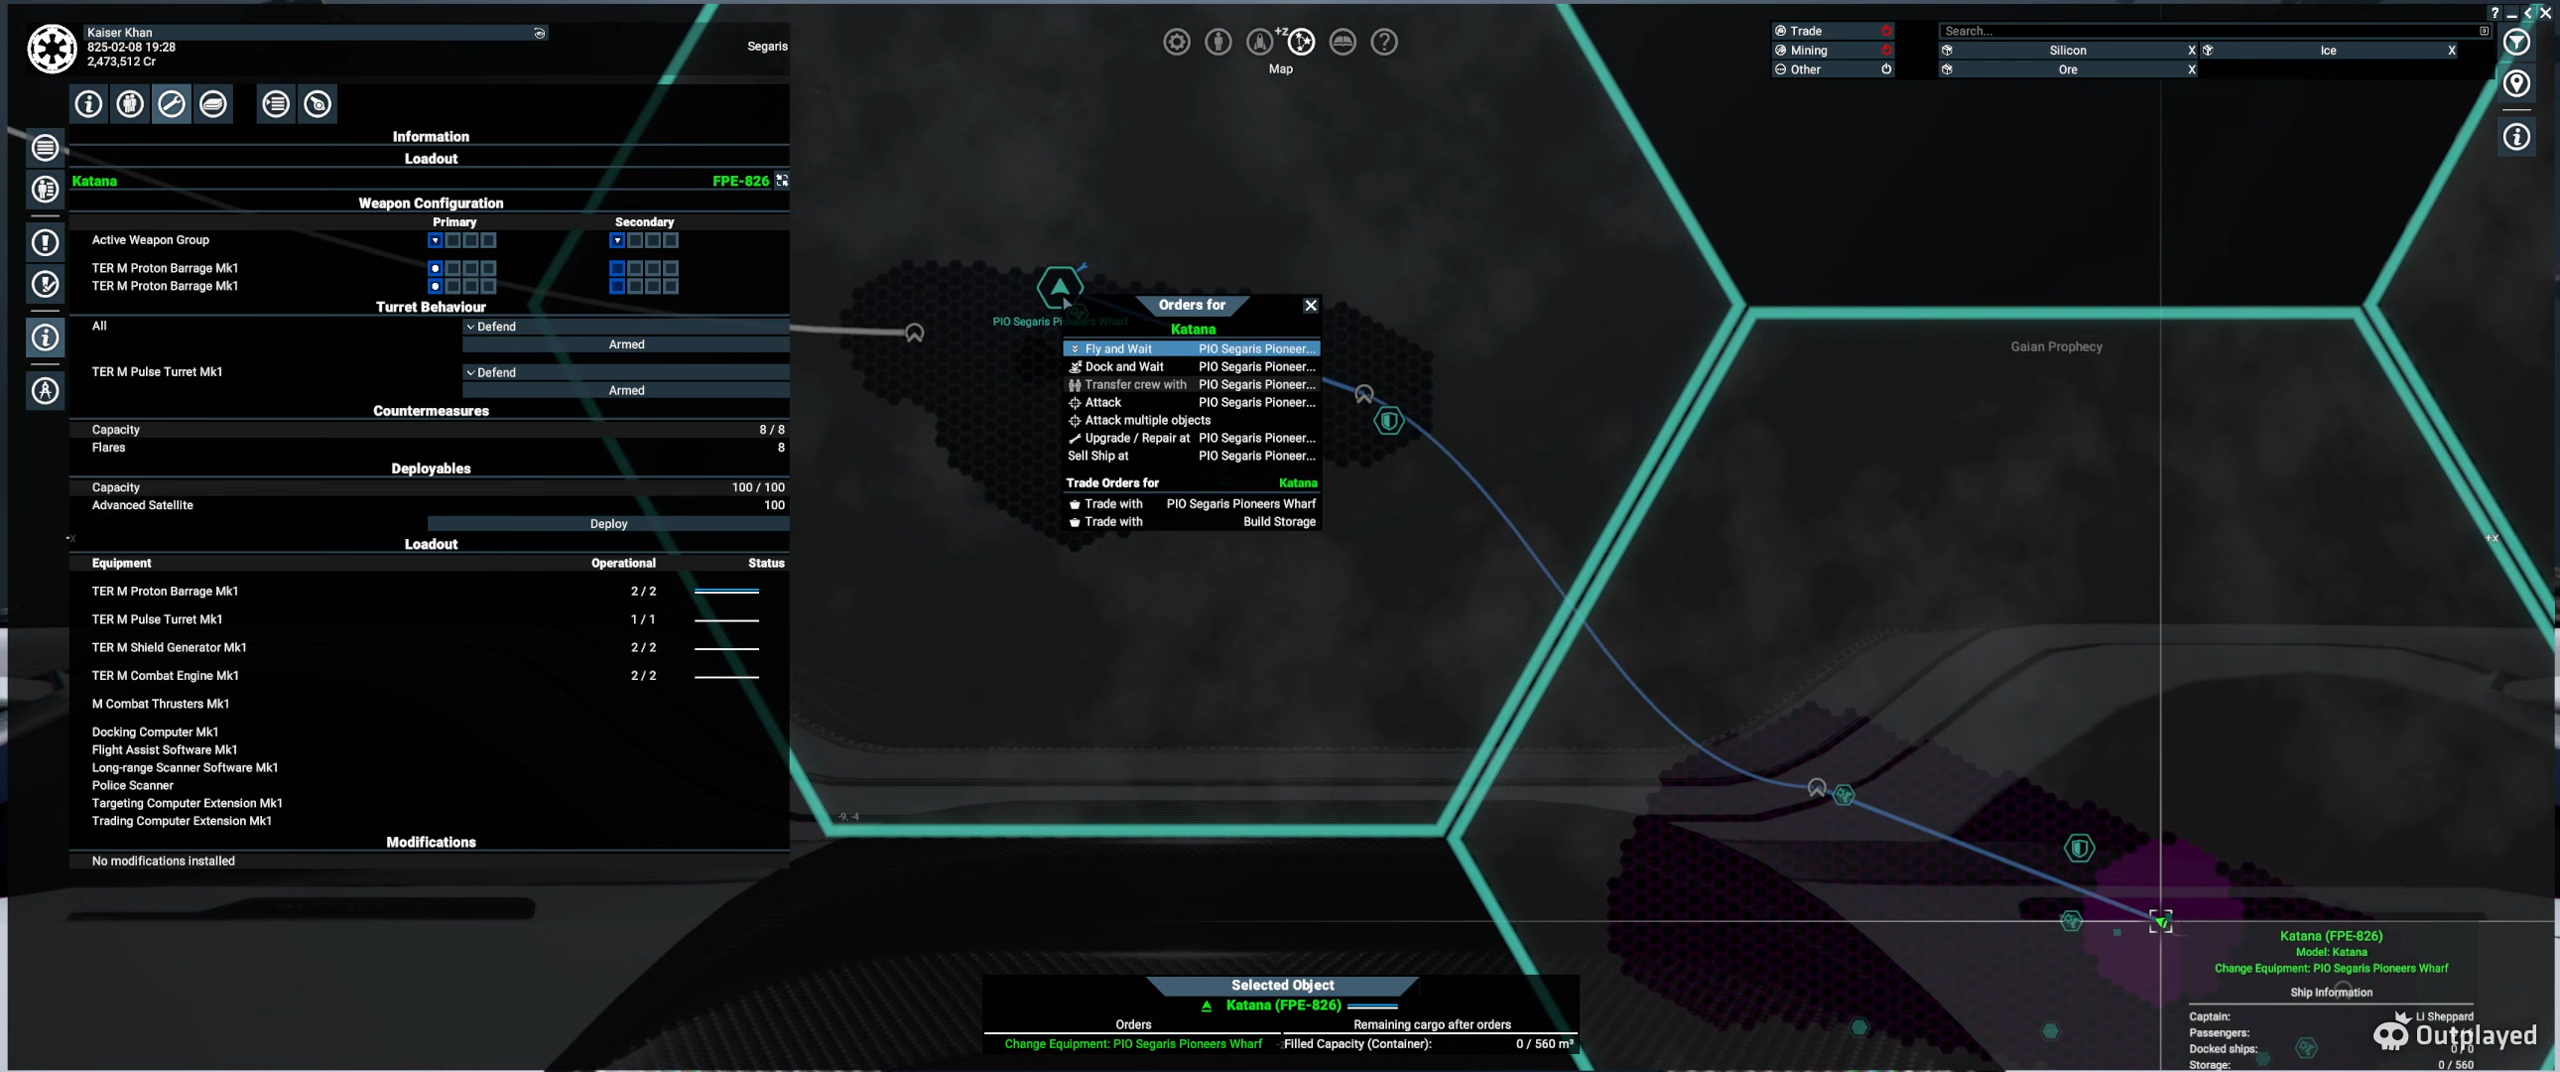 Kaiser Khan
825-02-08 19:28
2,473,512 Cr
Segaris
Information
Loadout
Katana FPE-826
Weapon Configuration
Primary Secondary
Active Weapon Group
TER M Proton Barrage Mk1
TER M Proton Barrage Mk1
Turret Behaviour
All Defend
Armed
TER M Pulse Turret Mk1 Defend
Armed
Countermeasures
Capacity 8 / 8
Flares 8
Deployables
Capacity 100 / 100
Advanced Satellite 100
Deploy
Loadout
Equipment Operational Status
TER M Proton Barrage Mk1 2 / 2
TER M Pulse Turret Mk1 1 / 1
TER M Shield Generator Mk1 2 / 2
TER M Combat Engine Mk1 2 / 2
M Combat Thrusters Mk1
Docking Computer Mk1
Flight Assist Software Mk1
Long-range Scanner Software Mk1
Police Scanner
Targeting Computer Extension Mk1
Trading Computer Extension Mk1
Modifications
No modifications installed
-x
+z
Map
PIO Segaris Pioneers Wharf
Orders for
Katana
Fly and Wait PIO Segaris Pioneer...
Dock and Wait PIO Segaris Pioneer...
Transfer crew with PIO Segaris Pioneer...
Attack PIO Segaris Pioneer...
Attack multiple objects
Upgrade / Repair at PIO Segaris Pioneer...
Sell Ship at PIO Segaris Pioneer...
Trade Orders for Katana
Trade with PIO Segaris Pioneers Wharf
Trade with Build Storage
-9, -4
Selected Object
Katana (FPE-826)
Orders Remaining cargo after orders
Change Equipment: PIO Segaris Pioneers Wharf Filled Capacity (Container): 0 / 560 m³
Trade
Mining
Other
Search...
Silicon X
Ice X
Ore X
? _ < X
Gaian Prophecy
+x
Katana (FPE-826)
Model: Katana
Change Equipment: PIO Segaris Pioneers Wharf
Ship Information
Captain: Li Sheppard
Passengers:
Docked ships: 0 / 0
Storage: 0 / 560
Outplayed